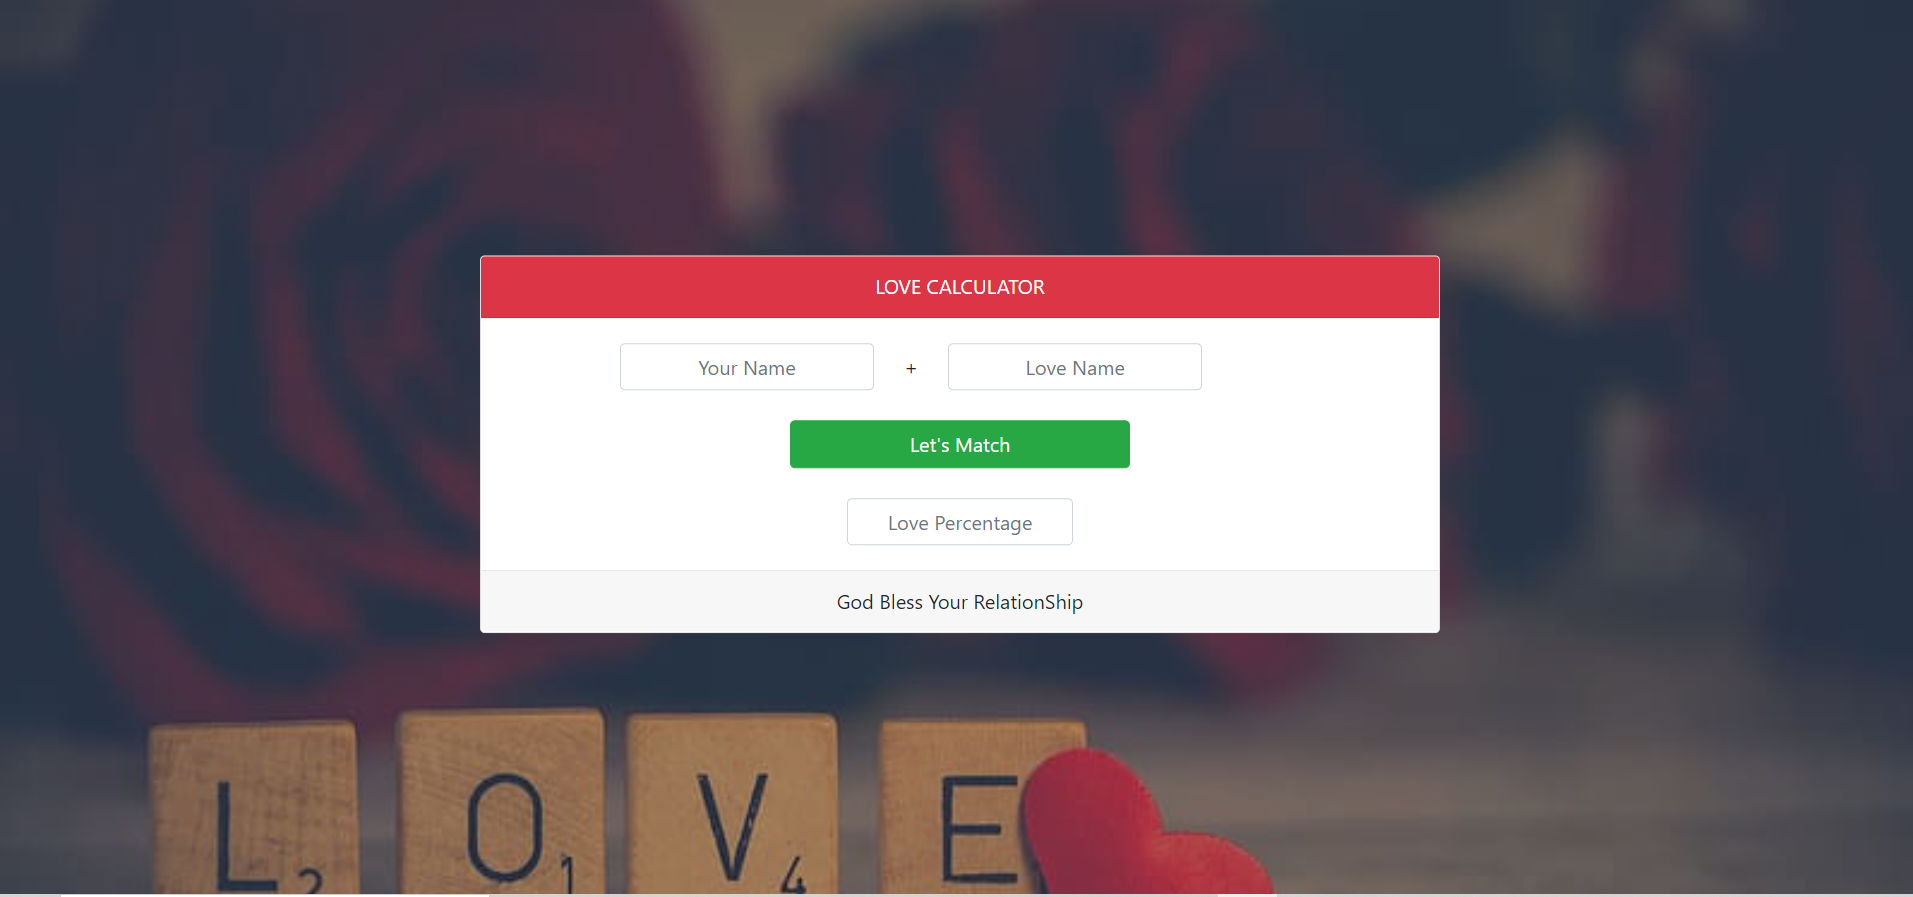 LOVE CALCULATOR
Your Name + Love Name
Let's Match
Love Percentage
God Bless Your RelationShip
L2 O1 V4 E